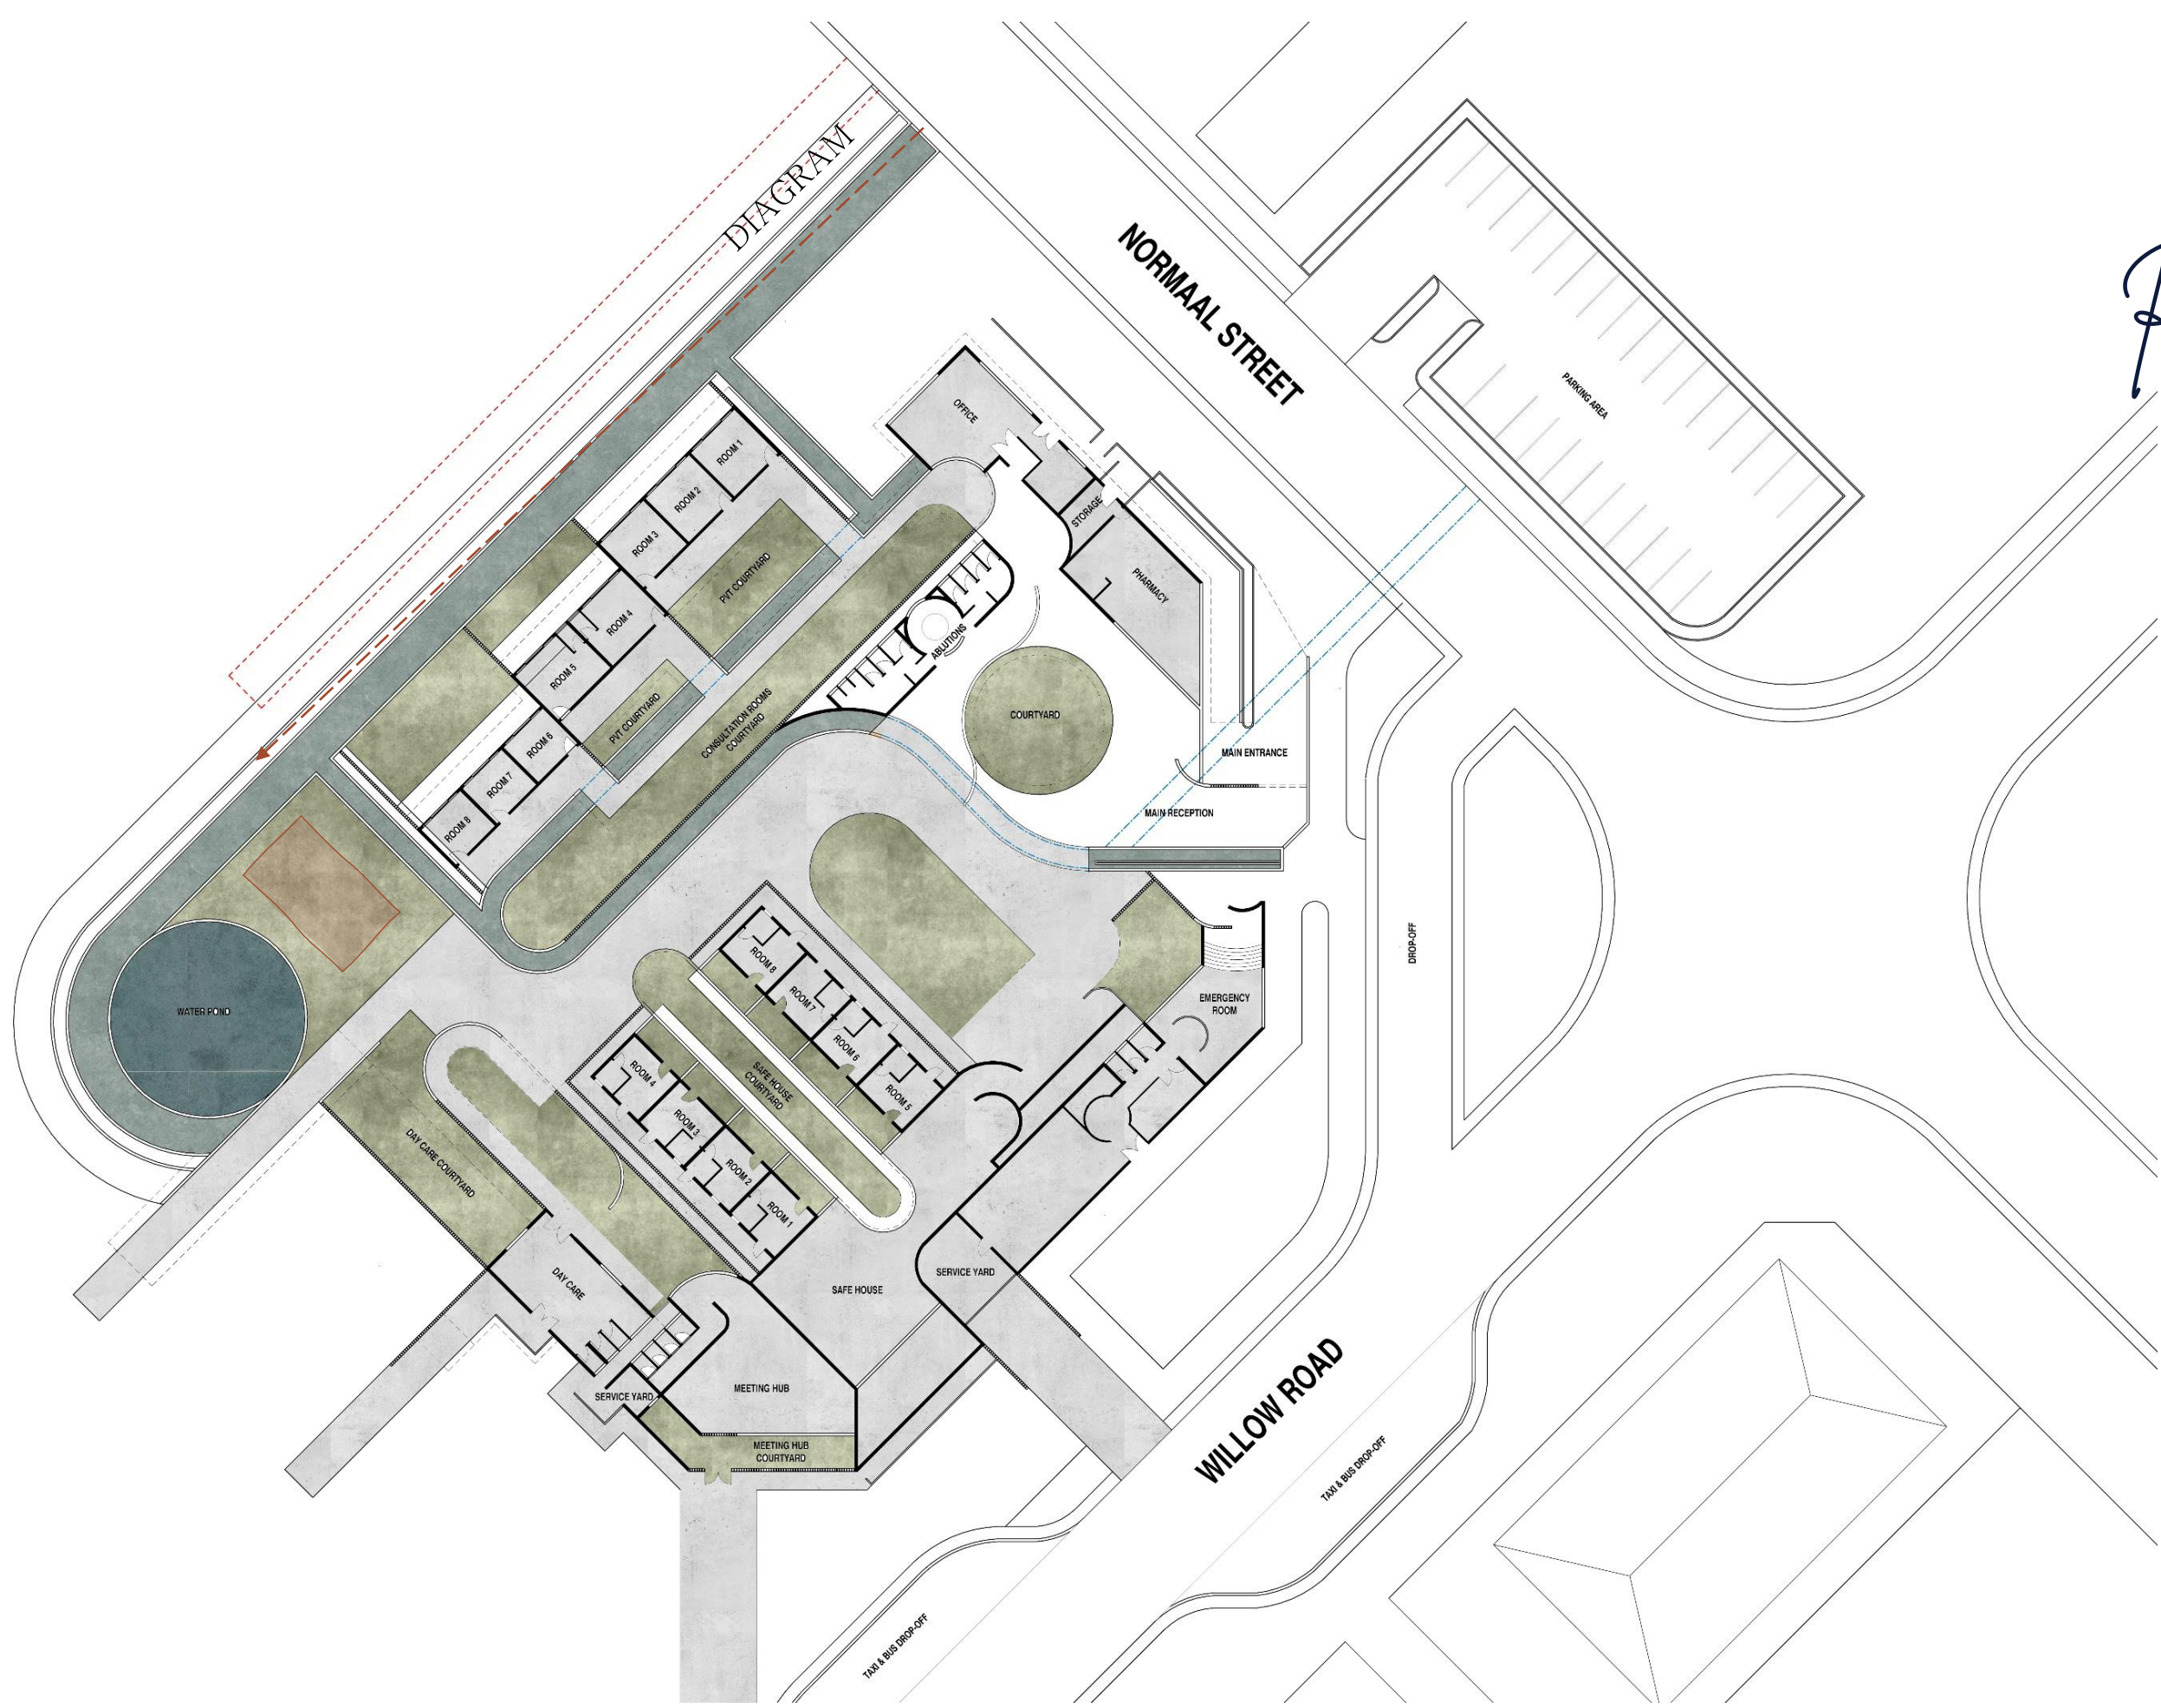 DIAGRAM
NORMAAL STREET
PARKING AREA
OFFICE
STORAGE
PHARMACY
ROOM 1
ROOM 2
ROOM 3
ROOM 4
ROOM 5
ROOM 6
ROOM 7
ROOM 8
PVT COURTYARD
PVT COURTYARD
CONSULTATION ROOMS
COURTYARD
ABLUTIONS
COURTYARD
MAIN ENTRANCE
MAIN RECEPTION
DROP-OFF
EMERGENCY
ROOM
WATER POND
ROOM 8
ROOM 7
ROOM 6
ROOM 5
SAFE HOUSE
COURTYARD
ROOM 4
ROOM 3
ROOM 2
ROOM 1
DAY CARE COURTYARD
DAY CARE
SAFE HOUSE
SERVICE YARD
SERVICE YARD
MEETING HUB
MEETING HUB
COURTYARD
WILLOW ROAD
TAXI & BUS DROP-OFF
TAXI & BUS DROP-OFF